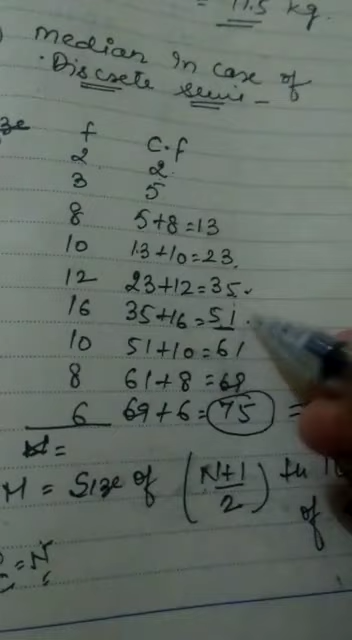 = 11.5 kg.
Median in case of
Discrete series -
f c.f
2 2
3 5
8 5+8=13
10 13+10=23
12 23+12=35
16 35+16=51
10 51+10=61
8 61+8=69
6 69+6=75 =
N=
M = Size of (N+1/2) th
of
=N